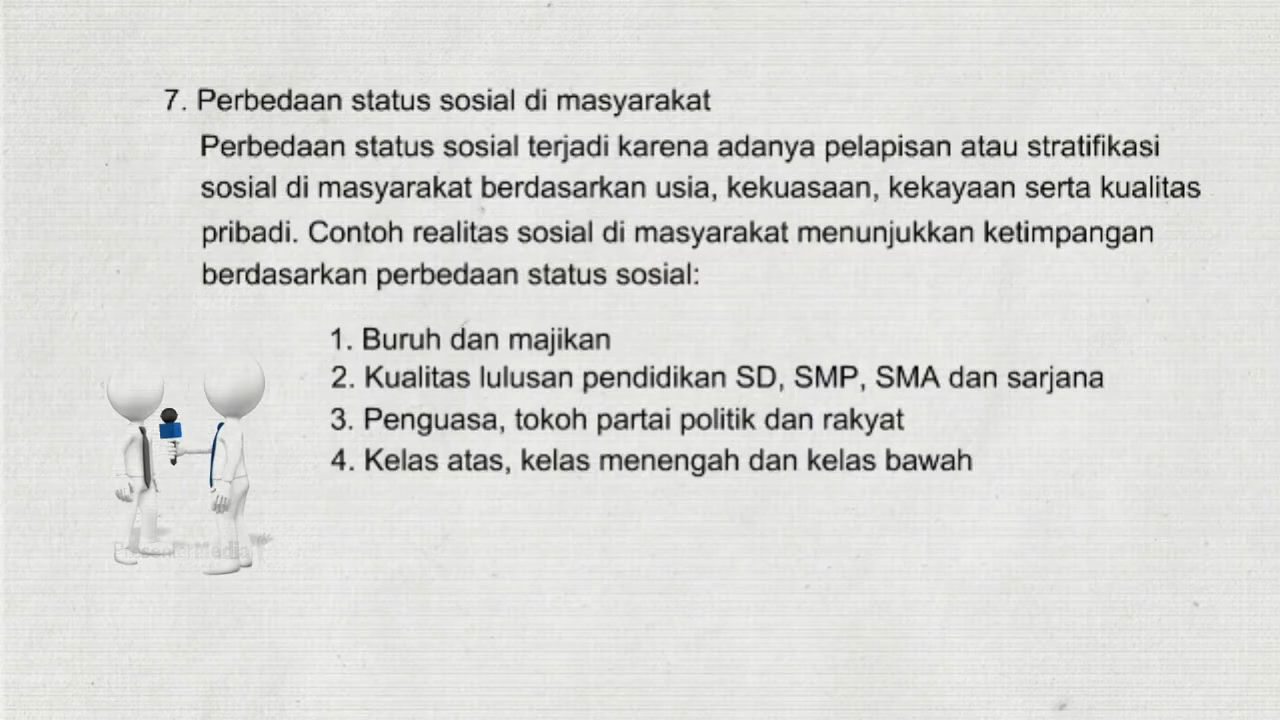 7. Perbedaan status sosial di masyarakat
Perbedaan status sosial terjadi karena adanya pelapisan atau stratifikasi
sosial di masyarakat berdasarkan usia, kekuasaan, kekayaan serta kualitas
pribadi. Contoh realitas sosial di masyarakat menunjukkan ketimpangan
berdasarkan perbedaan status sosial:
1. Buruh dan majikan
2. Kualitas lulusan pendidikan SD, SMP, SMA dan sarjana
3. Penguasa, tokoh partai politik dan rakyat
4. Kelas atas, kelas menengah dan kelas bawah
PresenterMedia